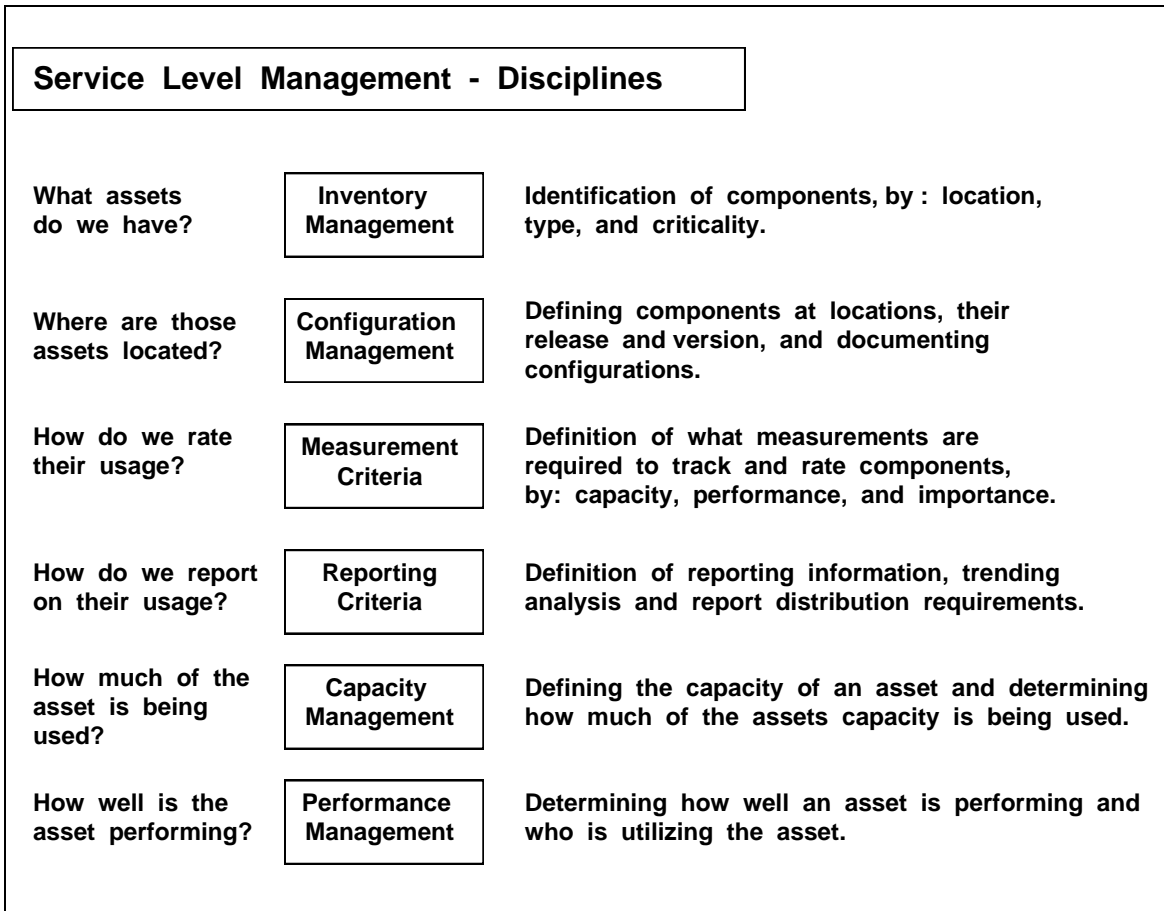 Service Level Management - Disciplines
What assets
do we have?
Inventory
Management
Identification of components, by : location,
type, and criticality.
Where are those
assets located?
Configuration
Management
Defining components at locations, their
release and version, and documenting
configurations.
How do we rate
their usage?
Measurement
Criteria
Definition of what measurements are
required to track and rate components,
by: capacity, performance, and importance.
How do we report
on their usage?
Reporting
Criteria
Definition of reporting information, trending
analysis and report distribution requirements.
How much of the
asset is being
used?
Capacity
Management
Defining the capacity of an asset and determining
how much of the assets capacity is being used.
How well is the
asset performing?
Performance
Management
Determining how well an asset is performing and
who is utilizing the asset.